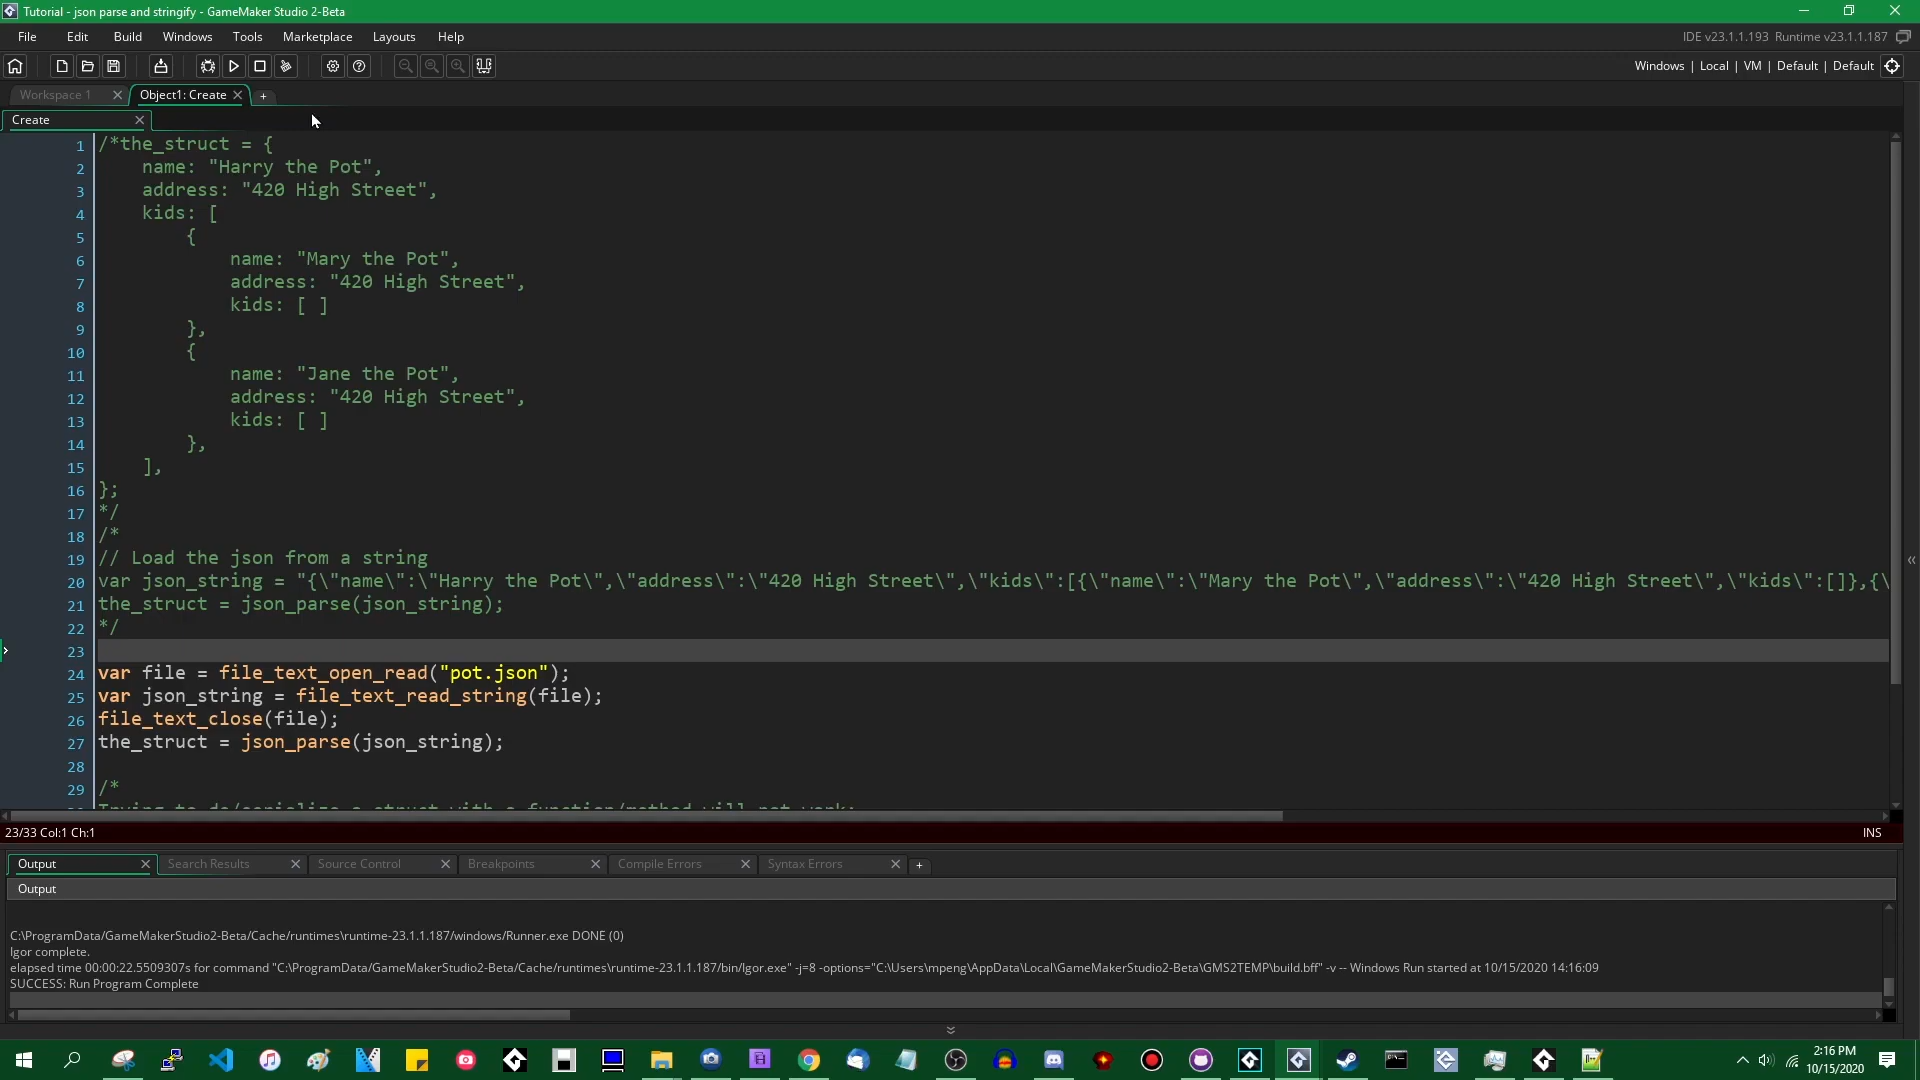 Tutorial - json parse and stringify - GameMaker Studio 2-Beta
File Edit Build Windows Tools Marketplace Layouts Help
IDE v23.1.1.193 Runtime v23.1.1.187
Windows | Local | VM | Default | Default
Workspace 1 Object1: Create +
Create
1 /*the_struct = {
2 name: "Harry the Pot",
3 address: "420 High Street",
4 kids: [
5 {
6 name: "Mary the Pot",
7 address: "420 High Street",
8 kids: [ ]
9 },
10 {
11 name: "Jane the Pot",
12 address: "420 High Street",
13 kids: [ ]
14 },
15 ],
16 };
17 */
18 /*
19 // Load the json from a string
20 var json_string = "{\"name\":\"Harry the Pot\",\"address\":\"420 High Street\",\"kids\":[{\"name\":\"Mary the Pot\",\"address\":\"420 High Street\",\"kids\":[]},{\
21 the_struct = json_parse(json_string);
22 */
23
24 var file = file_text_open_read("pot.json");
25 var json_string = file_text_read_string(file);
26 file_text_close(file);
27 the_struct = json_parse(json_string);
28
29 /*
Trying to de/serialize a struct with a function/method will not work:
23/33 Col:1 Ch:1 INS
Output Search Results Source Control Breakpoints Compile Errors Syntax Errors +
Output
C:\ProgramData/GameMakerStudio2-Beta/Cache/runtimes\runtime-23.1.1.187/windows/Runner.exe DONE (0)
Igor complete.
elapsed time 00:00:22.5509307s for command "C:\ProgramData/GameMakerStudio2-Beta/Cache/runtimes\runtime-23.1.1.187/bin/Igor.exe" -j=8 -options="C:\Users\mpeng\AppData\Local\GameMakerStudio2-Beta\GMS2TEMP\build.bff" -v -- Windows Run started at 10/15/2020 14:16:09
SUCCESS: Run Program Complete
2:16 PM
10/15/2020